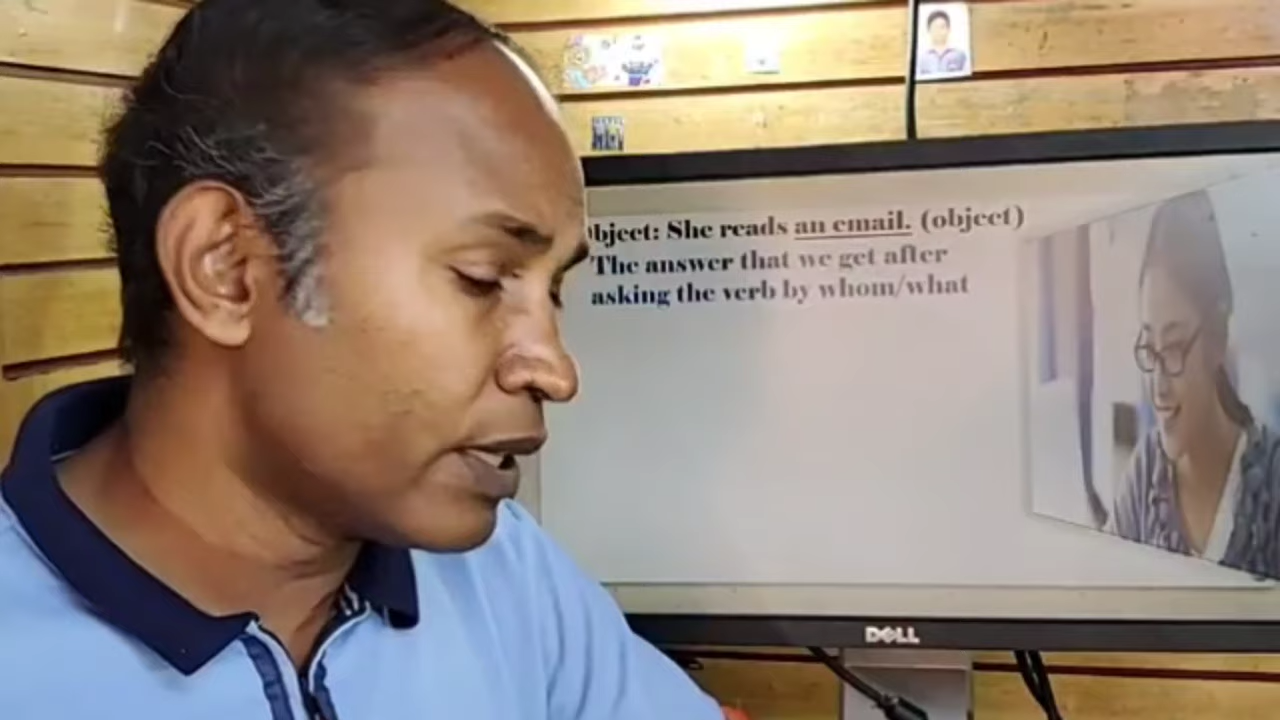 bject: She reads an email. (object)
The answer that we get after
asking the verb by whom/what
DELL